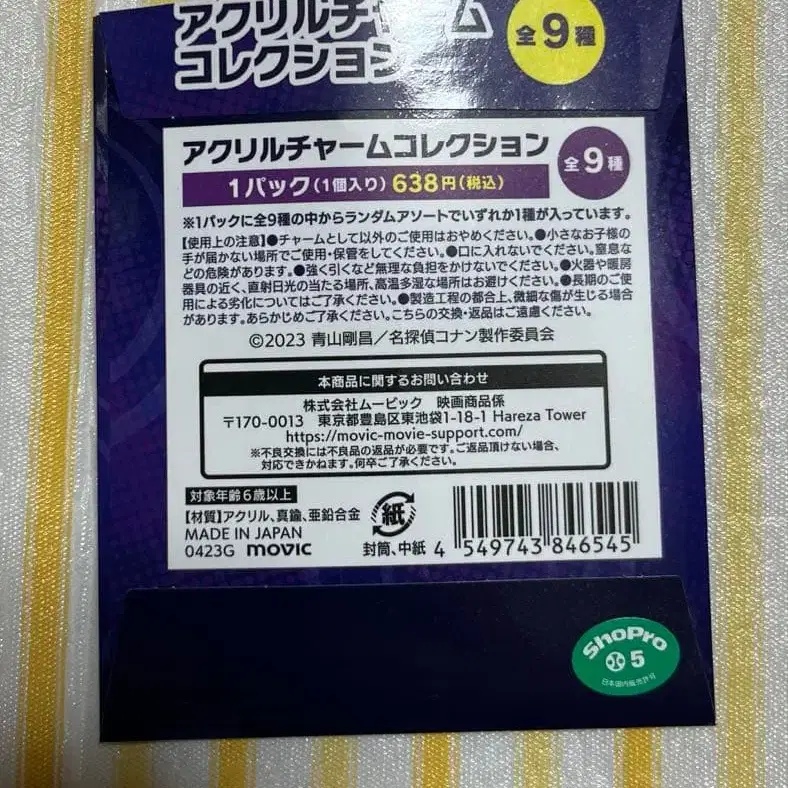 アクリルチャーム
コレクション
全9種
アクリルチャームコレクション
全9種
1パック(1個入り)638円(税込)
※1パックに全9種の中からランダムアソートでいずれか1種が入っています。
【使用上の注意】●チャームとして以外のご使用はおやめください。●小さなお子様の
手が届かない場所でご使用・保管をしてください。●口に入れないでください。窒息な
どの危険があります。●強く引くなど無理な負担をかけないでください。●火器や暖房
器具の近く、直射日光の当たる場所、高温多湿な場所はお避けください。●長期のご使
用による劣化についてはご了承ください。●製造工程の都合上、微細な傷が生じる場合
があります。あらかじめご了承ください。こちらの交換・返品はご遠慮ください。
©2023 青山剛昌/名探偵コナン製作委員会
本商品に関するお問い合わせ
株式会社ムービック 映画商品係
〒170-0013 東京都豊島区東池袋1-18-1 Hareza Tower
https://movic-movie-support.com/
※不良交換には不良品の返品が必要です。ご返品頂けない場合、
対応できかねます。何卒ご了承ください。
対象年齢6歳以上
【材質】アクリル、真鍮、亜鉛合金
MADE IN JAPAN
0423G movic
紙
封筒、中紙
4 549743 846545
ShoPro
5
日本国内販売許可